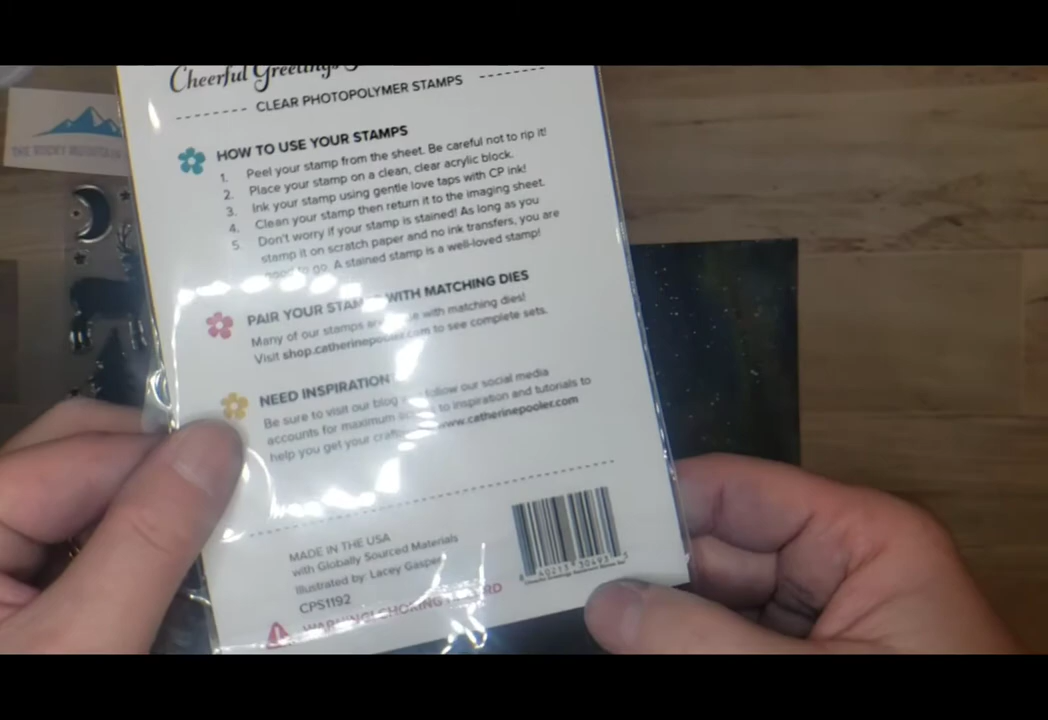 Cheerful Greetings
CLEAR PHOTOPOLYMER STAMPS
THE ROCKY MOUNTAIN
HOW TO USE YOUR STAMPS
1. Peel your stamp from the sheet. Be careful not to rip it!
2. Place your stamp on a clean, clear acrylic block.
3. Ink your stamp using gentle love taps with CP ink!
4. Clean your stamp then return it to the imaging sheet.
5. Don't worry if your stamp is stained! As long as you
stamp it on scratch paper and no ink transfers, you are
good to go. A stained stamp is a well-loved stamp!
PAIR YOUR STAMPS WITH MATCHING DIES
Many of our stamps are with matching dies!
Visit shop.catherinepooler.com to see complete sets.
NEED INSPIRATION
Be sure to visit our blog follow our social media
accounts for maximum to inspiration and tutorials to
help you get your www.catherinepooler.com
MADE IN THE USA
with Globally Sourced Materials
Illustrated by: Lacey Gasper
CPS1192
WARNING! CHOKING HAZARD